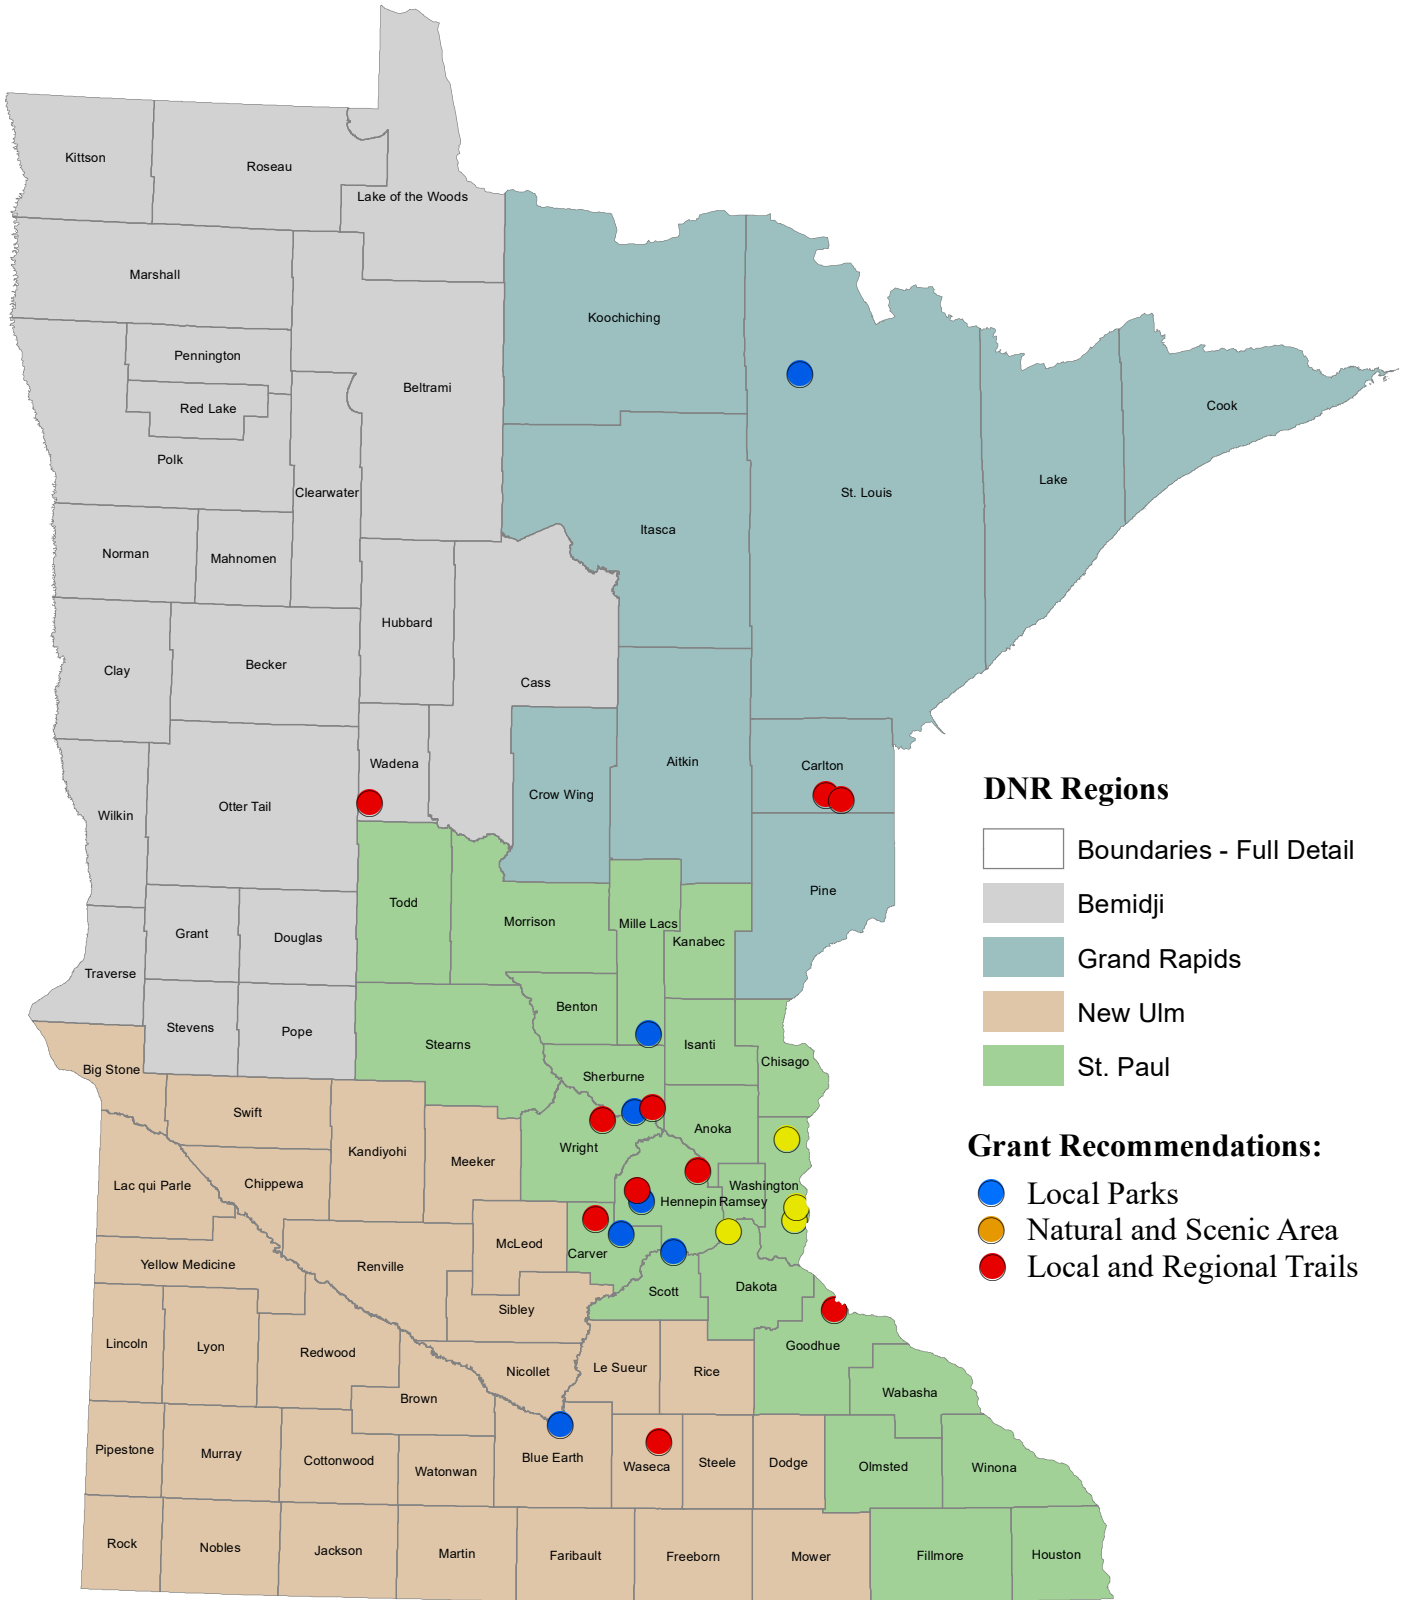 Kittson
Roseau
Lake of the Woods
Marshall
Koochiching
Pennington
Beltrami
Red Lake
Cook
Polk
Lake
Clearwater
St. Louis
Itasca
Norman
Mahnomen
Hubbard
Becker
Clay
Cass
Wadena
Aitkin
Carlton
Crow Wing
Otter Tail
Wilkin
Pine
Todd
Morrison
Mille Lacs
Kanabec
Grant
Douglas
Traverse
Benton
Stevens
Pope
Stearns
Isanti
Chisago
Big Stone
Sherburne
Swift
Anoka
Kandiyohi
Wright
Meeker
Lac qui Parle
Chippewa
Washington
Hennepin
Ramsey
McLeod
Carver
Yellow Medicine
Renville
Dakota
Scott
Sibley
Lincoln
Lyon
Redwood
Goodhue
Nicollet
Le Sueur
Rice
Brown
Wabasha
Pipestone
Murray
Cottonwood
Watonwan
Blue Earth
Waseca
Steele
Dodge
Olmsted
Winona
Rock
Nobles
Jackson
Martin
Faribault
Freeborn
Mower
Fillmore
Houston
DNR Regions
Boundaries - Full Detail
Bemidji
Grand Rapids
New Ulm
St. Paul
Grant Recommendations:
Local Parks
Natural and Scenic Area
Local and Regional Trails